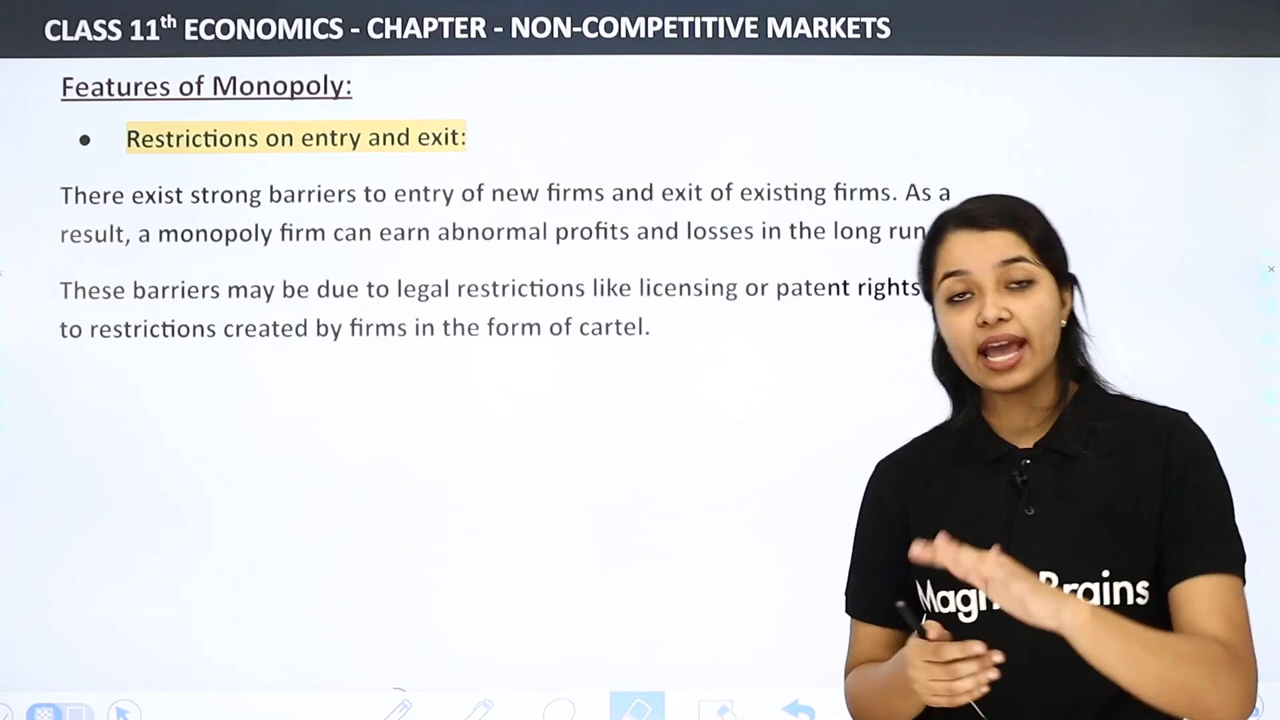 CLASS 11th ECONOMICS - CHAPTER - NON-COMPETITIVE MARKETS
Features of Monopoly:
● Restrictions on entry and exit:
There exist strong barriers to entry of new firms and exit of existing firms. As a
result, a monopoly firm can earn abnormal profits and losses in the long run
These barriers may be due to legal restrictions like licensing or patent rights
to restrictions created by firms in the form of cartel.
Magn Brains